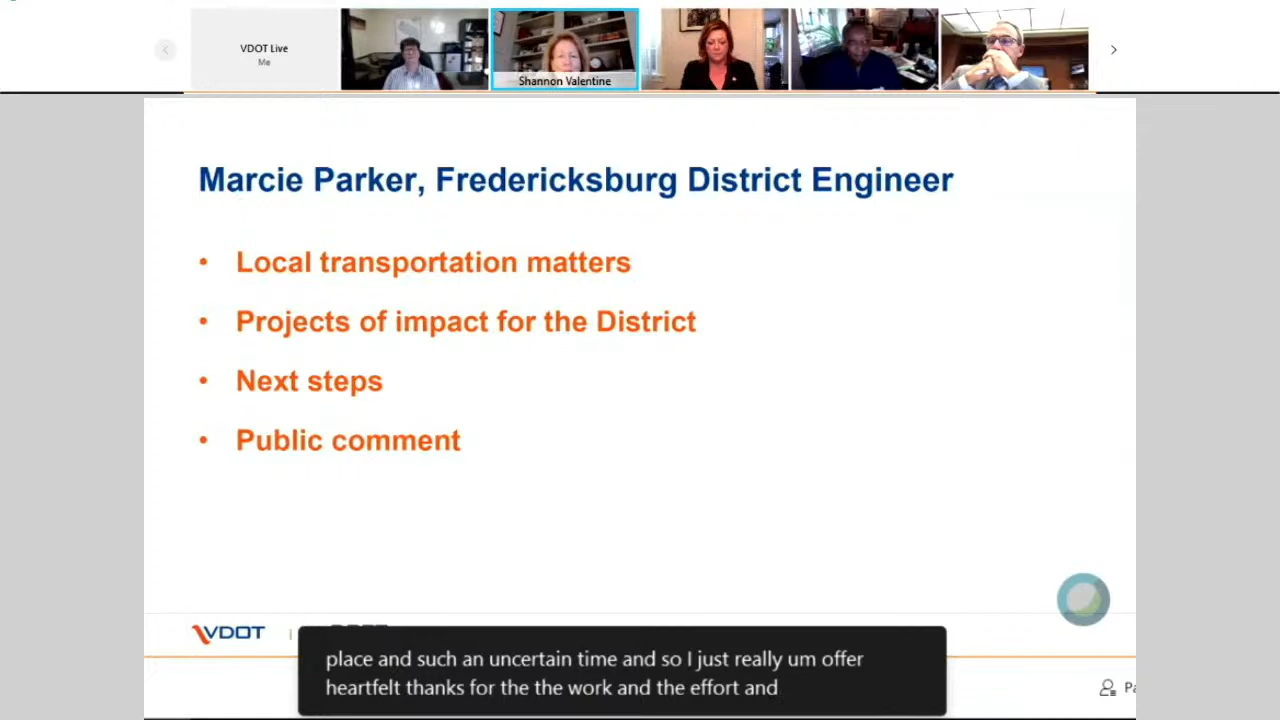 VDOT Live
Me
Shannon Valentine
Marcie Parker, Fredericksburg District Engineer
• Local transportation matters
• Projects of impact for the District
• Next steps
• Public comment
VDOT
place and such an uncertain time and so I just really um offer
heartfelt thanks for the the work and the effort and